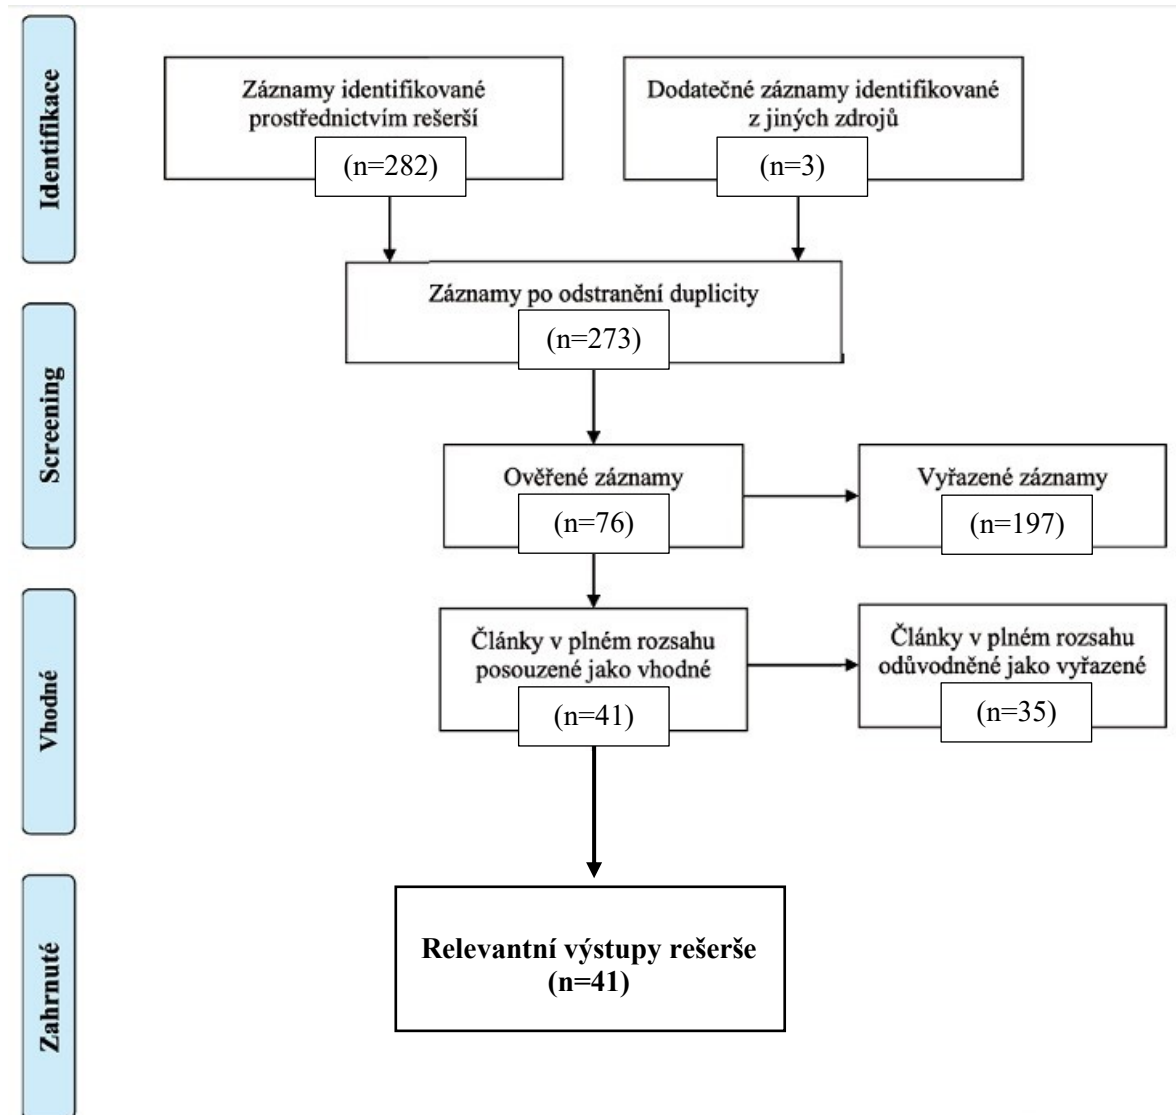 Identifikace
Záznamy identifikované
prostřednictvím rešerší
(n=282)
Dodatečné záznamy identifikované
z jiných zdrojů
(n=3)
Záznamy po odstranění duplicity
(n=273)
Screening
Ověřené záznamy
(n=76)
Vyřazené záznamy
(n=197)
Vhodné
Články v plném rozsahu
posouzené jako vhodné
(n=41)
Články v plném rozsahu
odůvodněné jako vyřazené
(n=35)
Zahrnuté
Relevantní výstupy rešerše
(n=41)